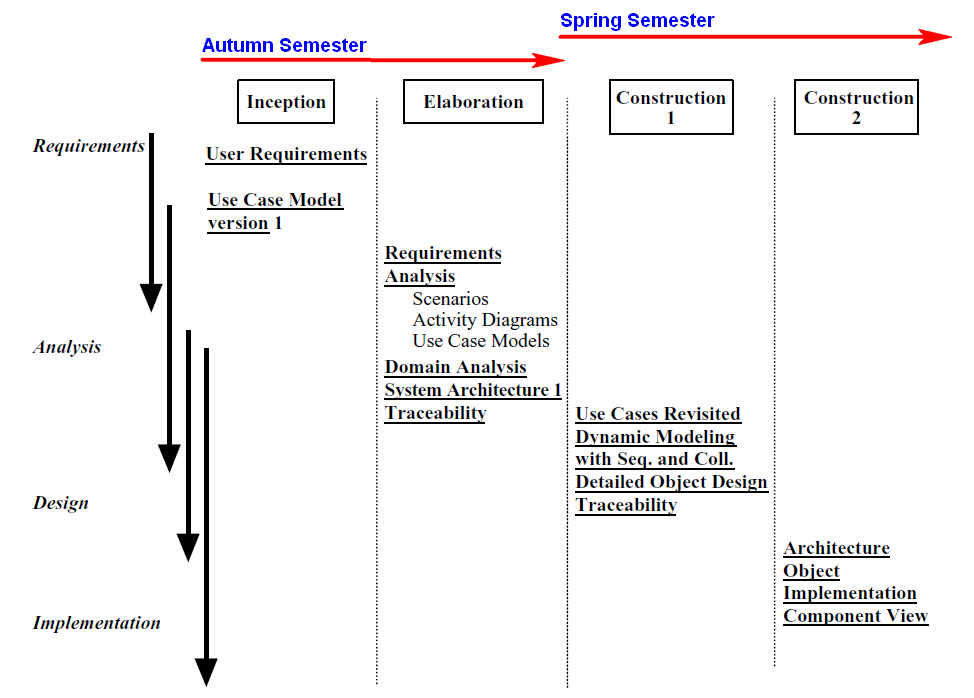 Spring Semester
Autumn Semester
Inception
Elaboration
Construction
1
Construction
2
Requirements
User Requirements
Use Case Model
version 1
Requirements
Analysis
Scenarios
Activity Diagrams
Use Case Models
Analysis
Domain Analysis
System Architecture 1
Traceability
Use Cases Revisited
Dynamic Modeling
with Seq. and Coll.
Detailed Object Design
Traceability
Design
Architecture
Object
Implementation
Component View
Implementation